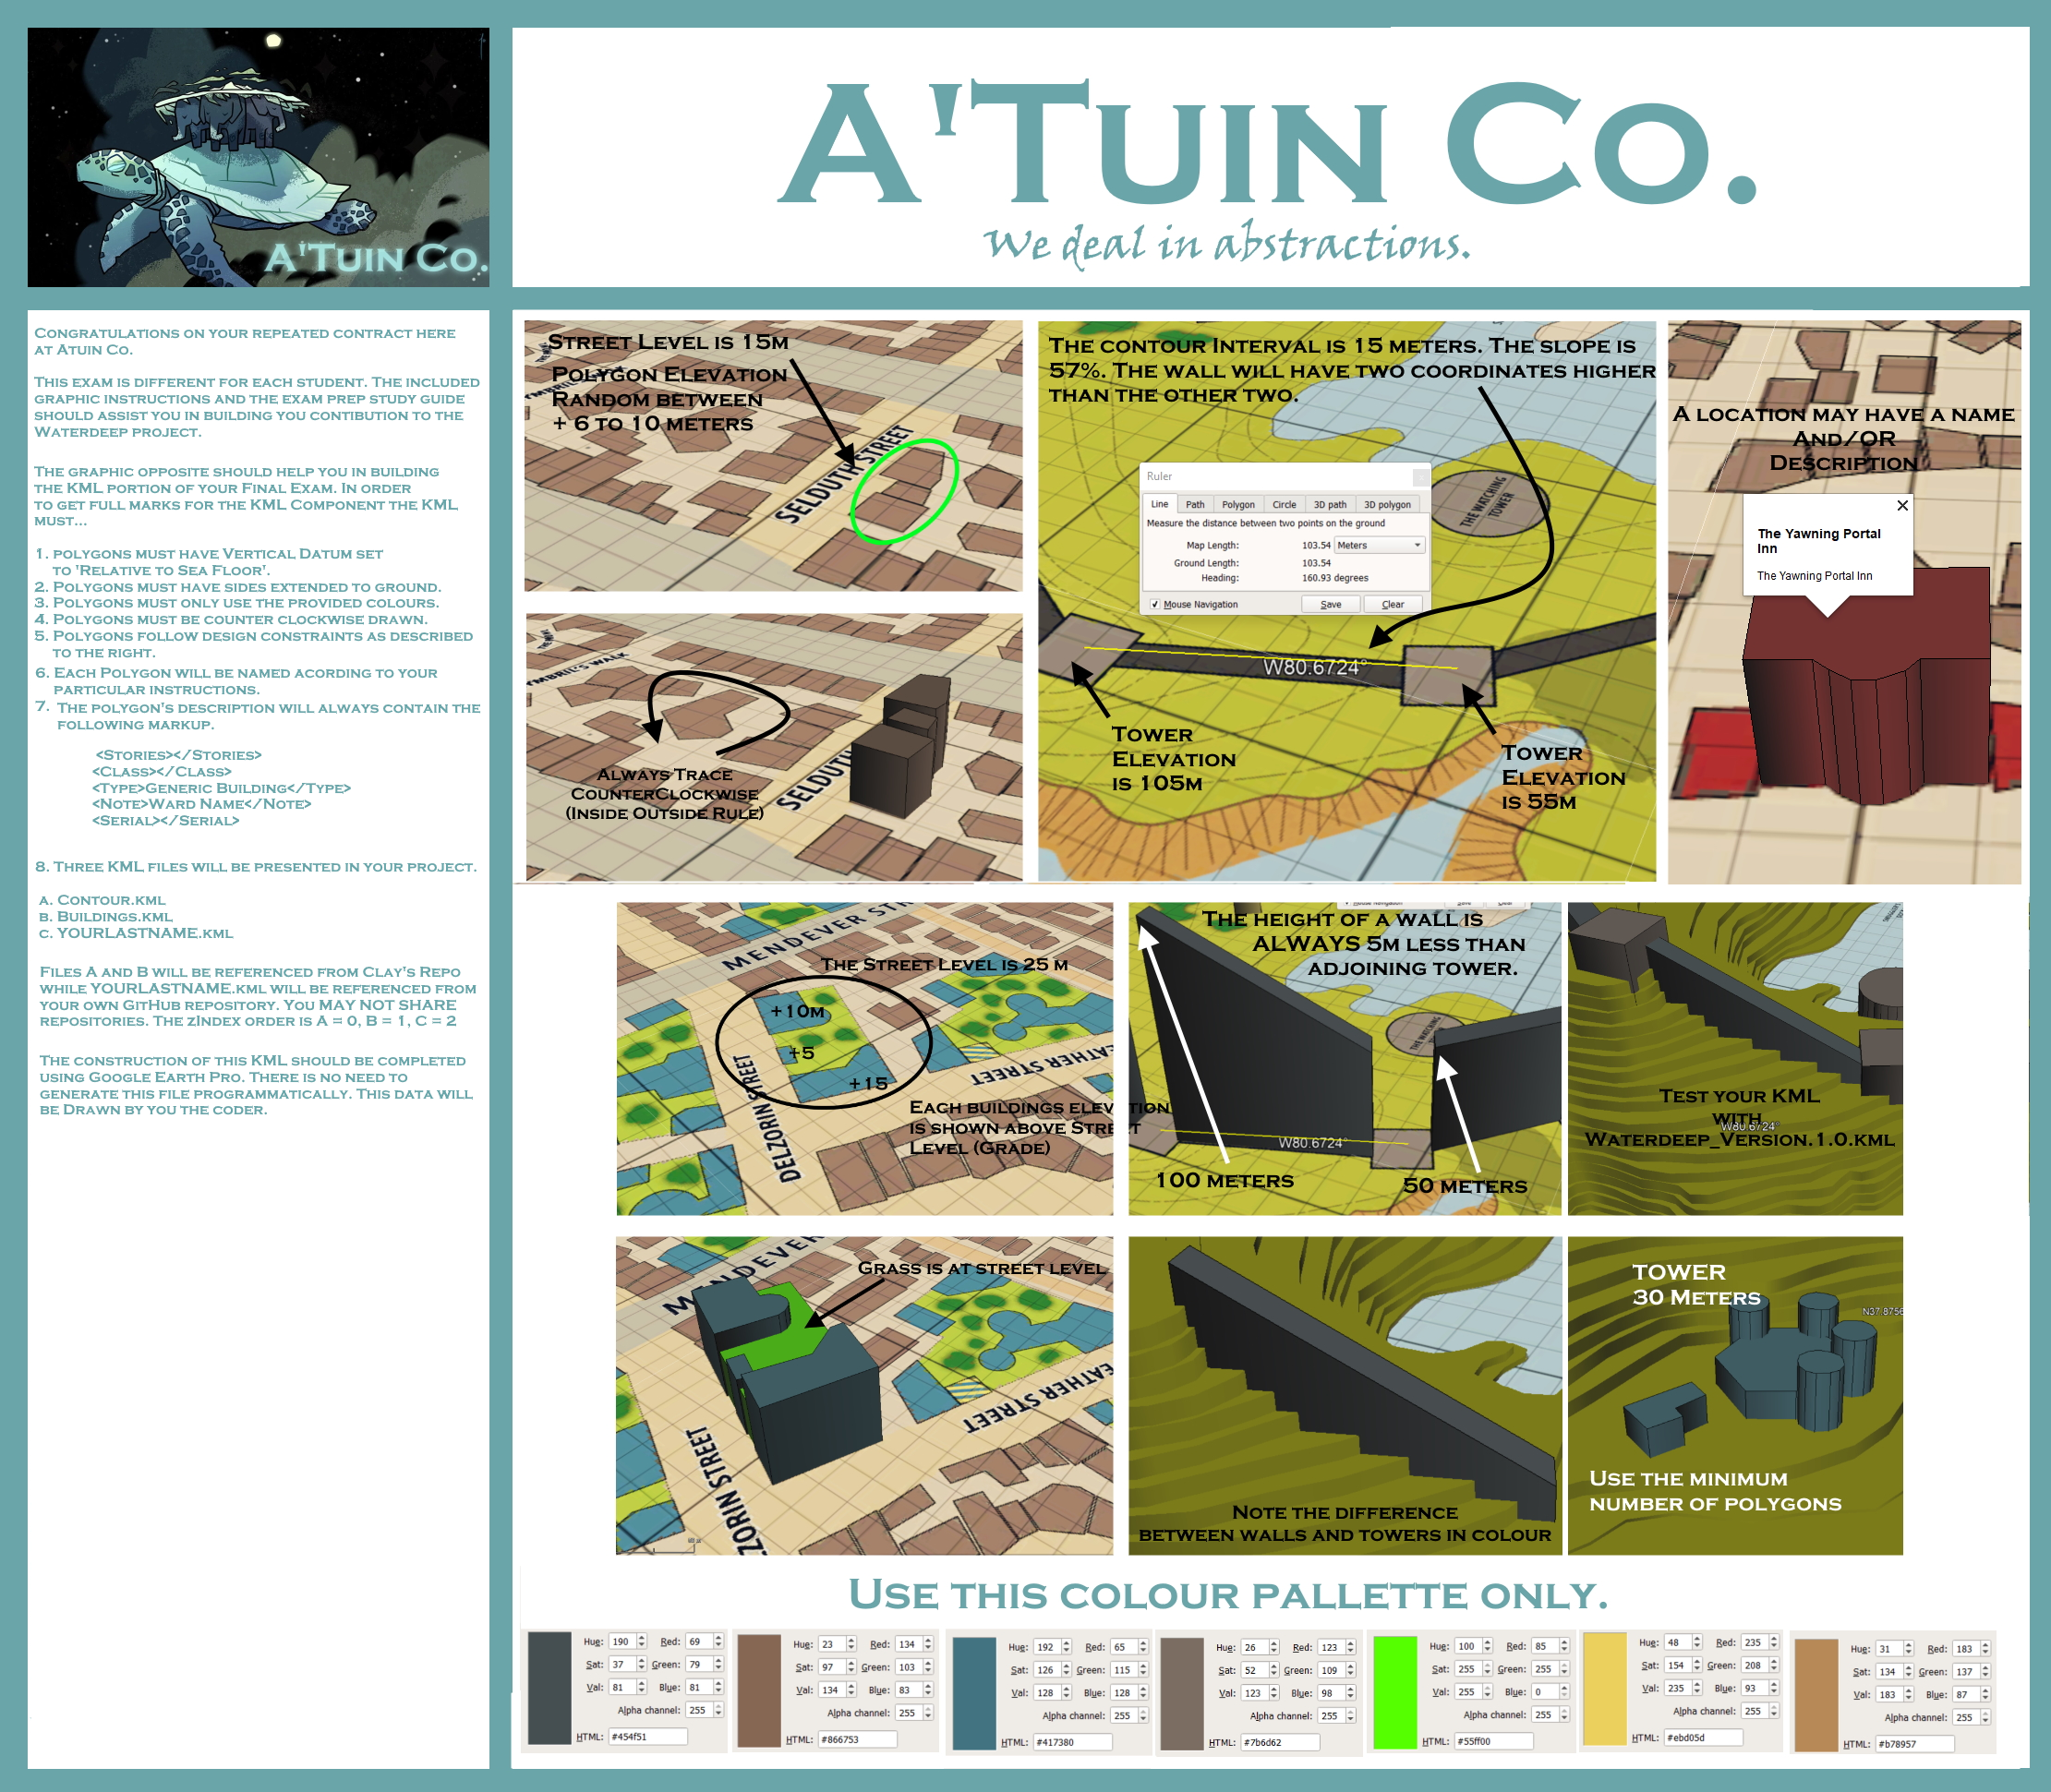 A'Tuin Co.
A'Tuin Co.
We deal in abstractions.
Congratulations on your repeated contract here
at Atuin Co.
This exam is different for each student. The included
graphic instructions and the exam prep study guide
should assist you in building you contibution to the
Waterdeep project.
The graphic opposite should help you in building
the KML portion of your Final Exam. In order
to get full marks for the KML Component the KML
must...
1. polygons must have Vertical Datum set
to 'Relative to Sea Floor'.
2. Polygons must have sides extended to ground.
3. Polygons must only use the provided colours.
4. Polygons must be counter clockwise drawn.
5. Polygons follow design constraints as described
to the right.
6. Each Polygon will be named acording to your
particular instructions.
7. The polygon's description will always contain the
following markup.
<Stories></Stories>
<Class></Class>
<Type>Generic Building</Type>
<Note>Ward Name</Note>
<Serial></Serial>
8. Three KML files will be presented in your project.
a. Contour.kml
b. Buildings.kml
c. YOURLASTNAME.kml
Files A and B will be referenced from Clay's Repo
while YOURLASTNAME.kml will be referenced from
your own GitHub repository. You MAY NOT SHARE
repositories. The zIndex order is A = 0, B = 1, C = 2
The construction of this KML should be completed
using Google Earth Pro. There is no need to
generate this file programmatically. This data will
be Drawn by you the coder.
Street Level is 15m
Polygon Elevation
Random between
+ 6 to 10 meters
SELDUTH STREET
The contour Interval is 15 meters. The slope is
57%. The wall will have two coordinates higher
than the other two.
Ruler
Line Path Polygon Circle 3D path 3D polygon
Measure the distance between two points on the ground
Map Length: 103.54 Meters
Ground Length: 103.54
Heading: 160.93 degrees
Mouse Navigation Save Clear
THE WATCHING
TOWER
W80.6724°
Tower
Elevation
is 105m
Tower
Elevation
is 55m
A location may have a name
And/OR
Description
The Yawning Portal
Inn
The Yawning Portal Inn
MBRIL'S WALK
SELDUTH
Always Trace
CounterClockwise
(Inside Outside Rule)
MENDEVER STR
The Street Level is 25 m
+10m
+5
+15
DELZORIN STREET
EATHER STREET
Each buildings elevation
is shown above Street
Level (Grade)
Mouse Navigation Save Clear
The height of a wall is
ALWAYS 5m less than
adjoining tower.
W80.6724°
100 meters
50 meters
Test your KML
with
W80.6724°
Waterdeep_Version.1.0.kml
MENDEVER
Grass is at street level
EATHER STREET
ZORIN STREET
Note the difference
between walls and towers in colour
TOWER
30 Meters
N37.8756
Use the minimum
number of polygons
Use this colour pallette only.
Hue: 190 Red: 69
Sat: 37 Green: 79
Val: 81 Blue: 81
Alpha channel: 255
HTML: #454f51
Hue: 23 Red: 134
Sat: 97 Green: 103
Val: 134 Blue: 83
Alpha channel: 255
HTML: #866753
Hue: 192 Red: 65
Sat: 126 Green: 115
Val: 128 Blue: 128
Alpha channel: 255
HTML: #417380
Hue: 26 Red: 123
Sat: 52 Green: 109
Val: 123 Blue: 98
Alpha channel: 255
HTML: #7b6d62
Hue: 100 Red: 85
Sat: 255 Green: 255
Val: 255 Blue: 0
Alpha channel: 255
HTML: #55ff00
Hue: 48 Red: 235
Sat: 154 Green: 208
Val: 235 Blue: 93
Alpha channel: 255
HTML: #ebd05d
Hue: 31 Red: 183
Sat: 134 Green: 137
Val: 183 Blue: 87
Alpha channel: 255
HTML: #b78957